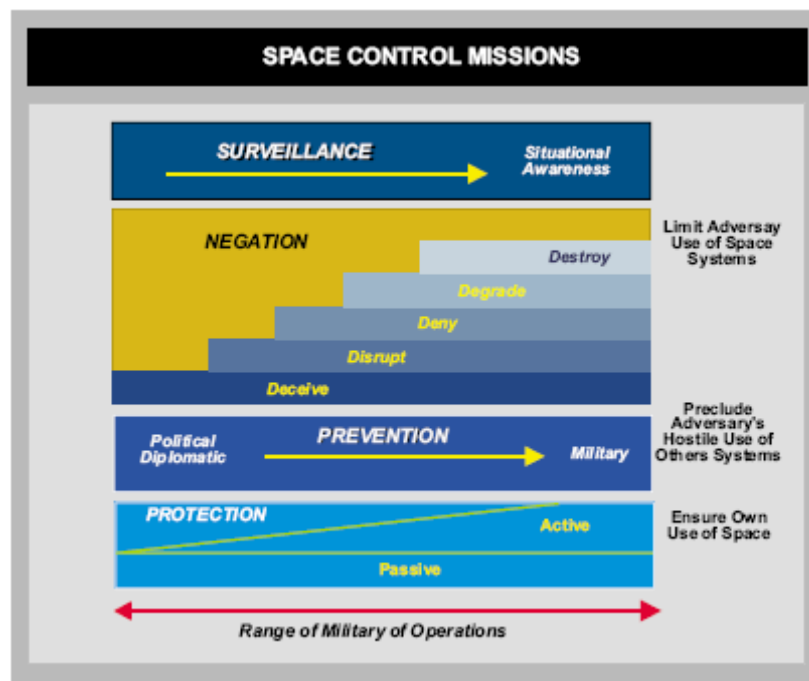 SPACE CONTROL MISSIONS
SURVEILLANCE
Situational
Awareness
NEGATION
Limit Adversay
Use of Space
Systems
Destroy
Degrade
Deny
Disrupt
Deceive
Political
Diplomatic
PREVENTION
Military
Preclude
Adversary's
Hostile Use of
Others Systems
PROTECTION
Active
Passive
Ensure Own
Use of Space
Range of Military of Operations